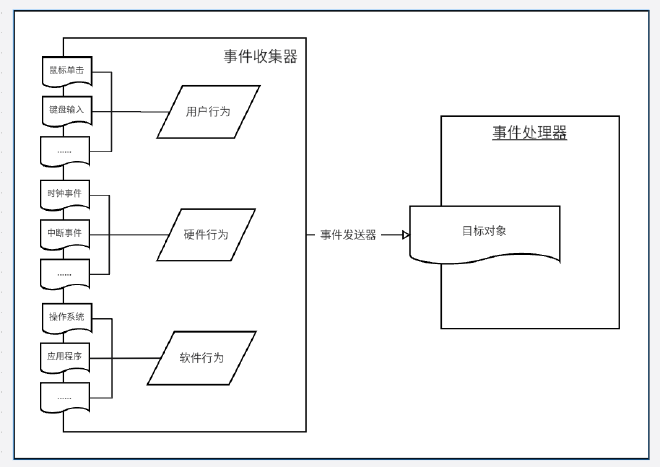 事件收集器
鼠标单击
键盘输入
......
用户行为
时钟事件
中断事件
......
硬件行为
操作系统
应用程序
......
软件行为
事件发送器
事件处理器
目标对象